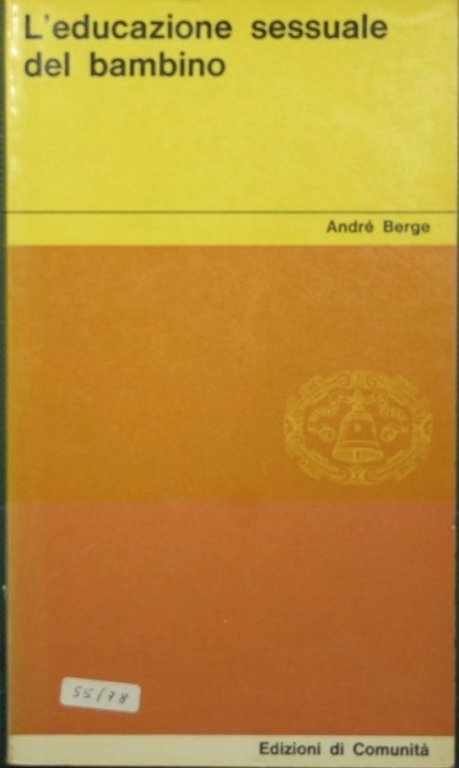 L'educazione sessuale
del bambino
André Berge
55/78
Edizioni di Comunità